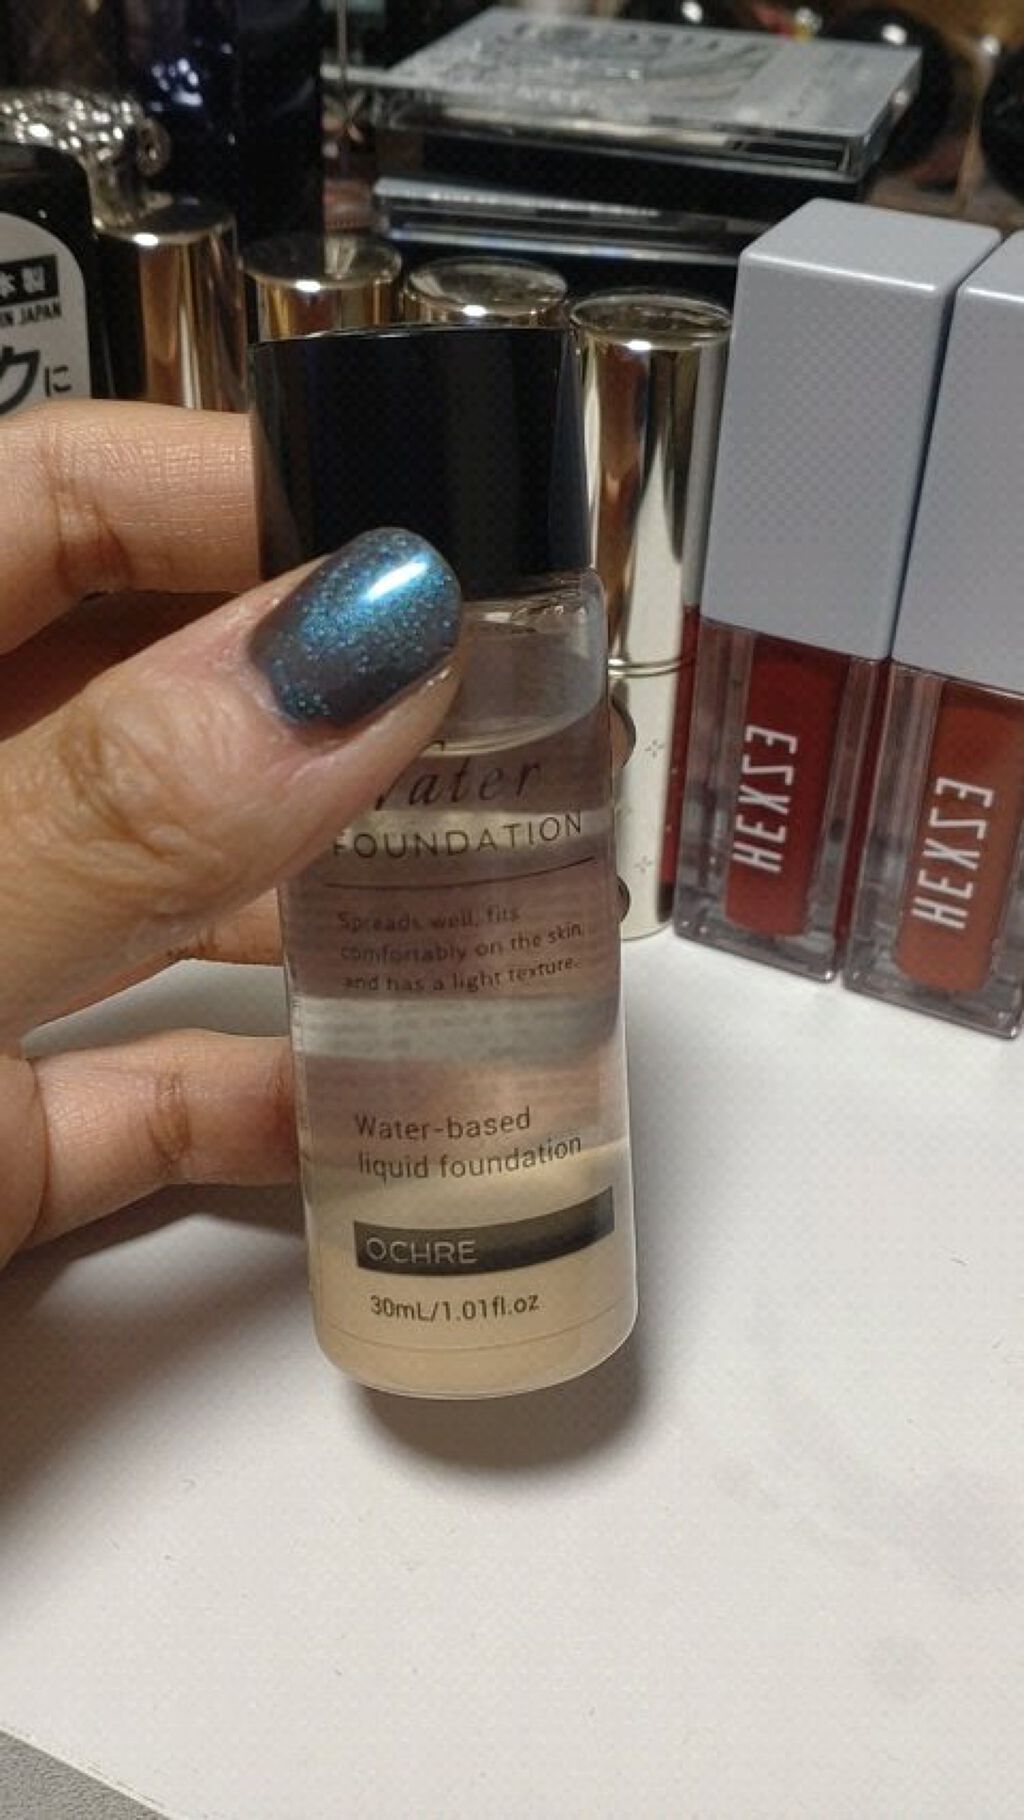 本製
IN JAPAN
クに
FOUNDATION
Spreads well, fits
comfortably on the skin
and has a light texture.
Water-based
liquid foundation
OCHRE
30mL/1.01fl.oz
HEXZE
HEXZE